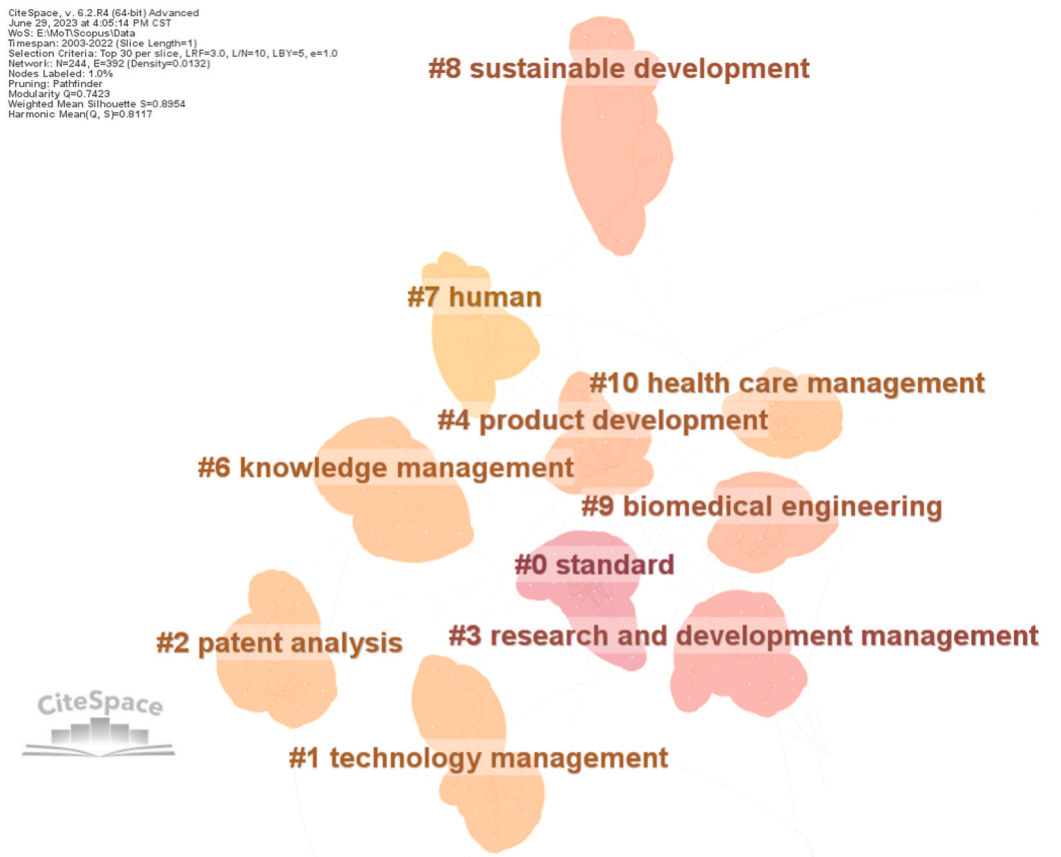 CiteSpace, v. 6.2.R4 (64-bit) Advanced
June 29, 2023 at 4:05:14 PM CST
WoS: E:\MoT\Scopus\Data
Timespan: 2003-2022 (Slice Length=1)
Selection Criteria: Top 30 per slice, LRF=3.0, L/N=10, LBY=5, e=1.0
Network: N=244, E=392 (Density=0.0132)
Nodes Labeled: 1.0%
Pruning: Pathfinder
Modularity Q=0.7423
Weighted Mean Silhouette S=0.8954
Harmonic Mean(Q, S)=0.8117
#8 sustainable development
#7 human
#10 health care management
#4 product development
#6 knowledge management
#9 biomedical engineering
#0 standard
#3 research and development management
#2 patent analysis
CiteSpace
#1 technology management